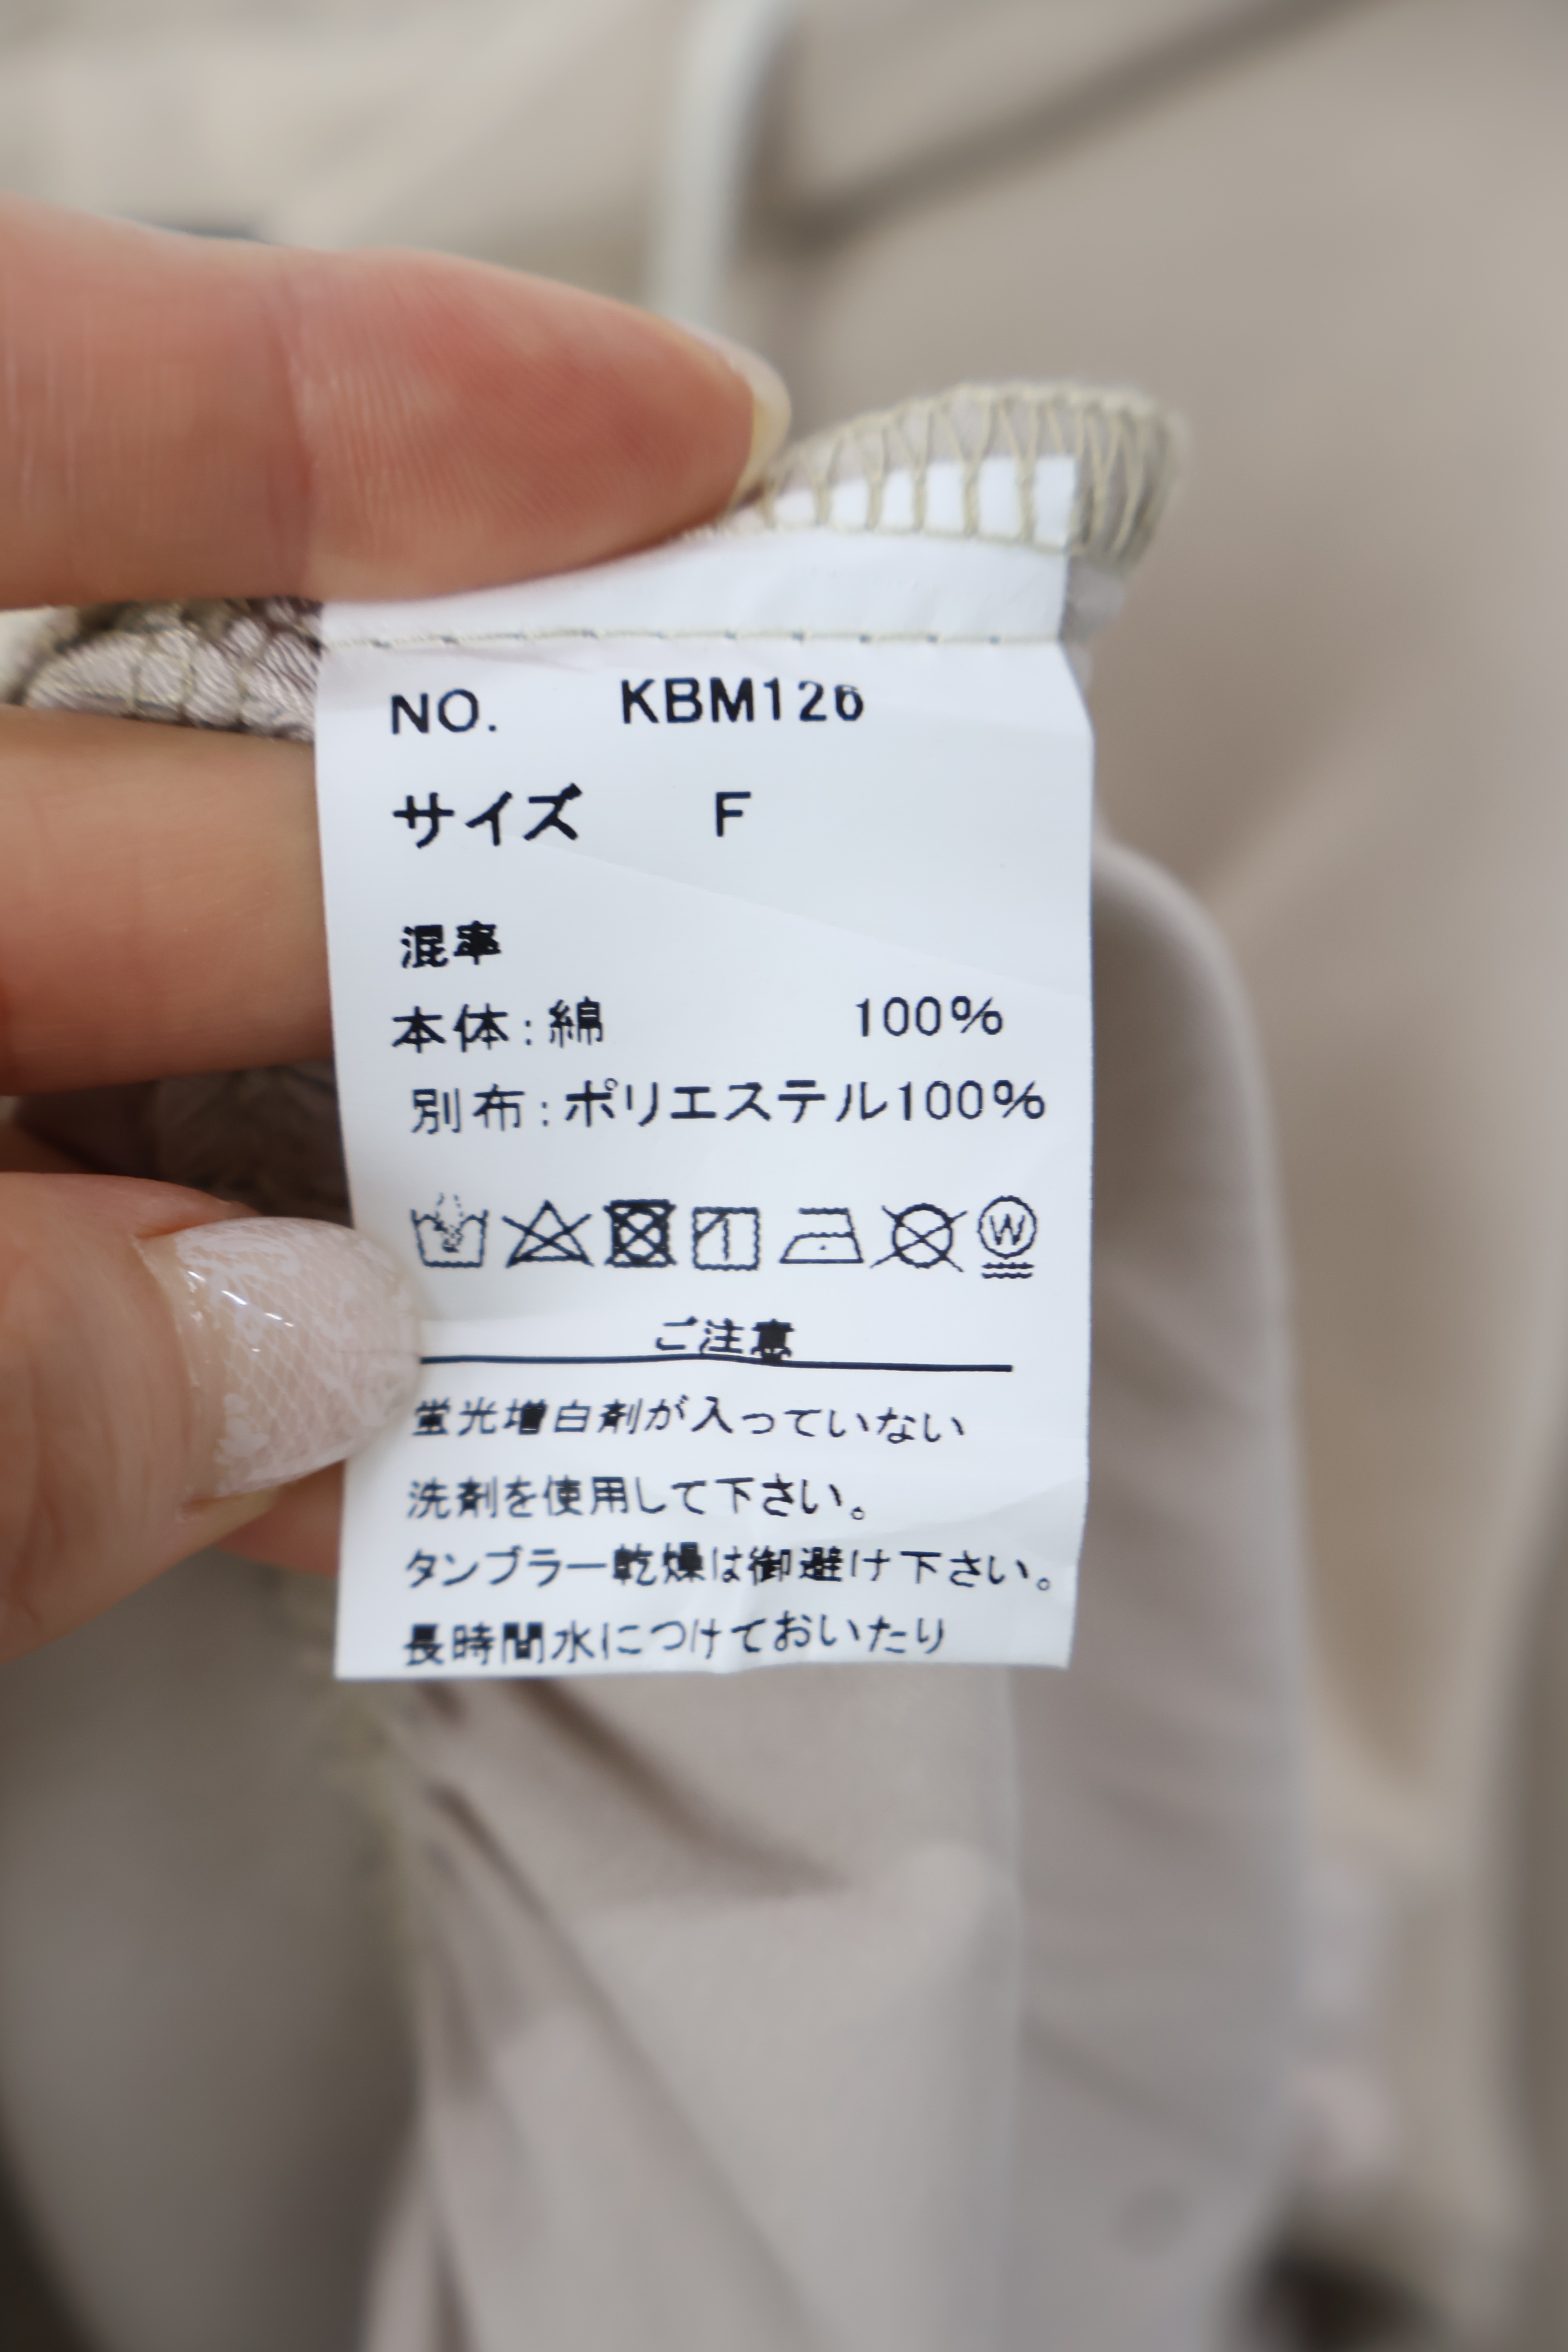 NO. KBM126
サイズ F
混率
本体:綿 100%
別布:ポリエステル100%
W
ご注意
蛍光増白剤が入っていない
洗剤を使用して下さい。
タンブラー乾燥は御避け下さい。
長時間水につけておいたり